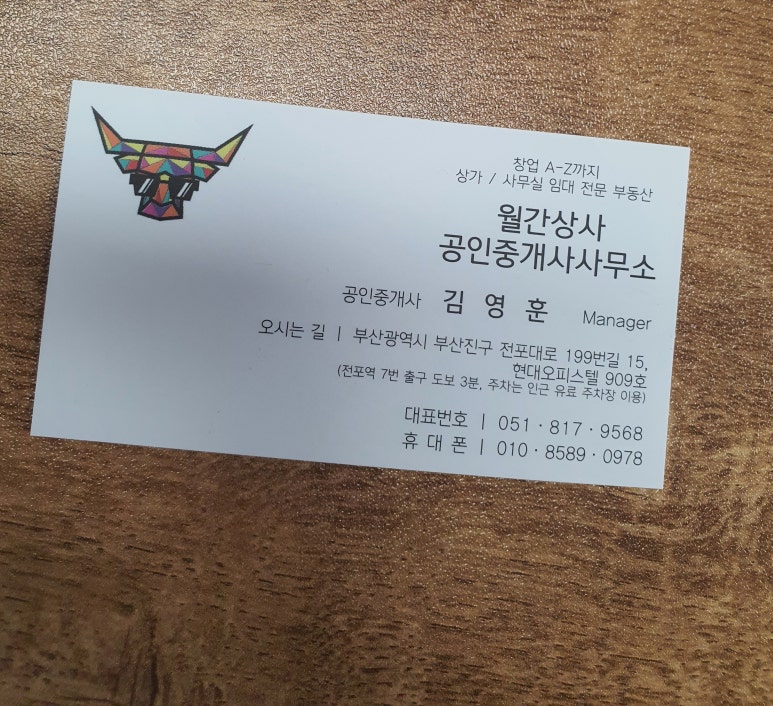 창업 A-Z까지
상가 / 사무실 임대 전문 부동산
월간상사
공인중개사사무소
공인중개사 김 영 훈 Manager
오시는 길 | 부산광역시 부산진구 전포대로 199번길 15,
현대오피스텔 909호
(전포역 7번 출구 도보 3분, 주차는 인근 유료 주차장 이용)
대표번호 | 051 · 817 · 9568
휴 대 폰 | 010 · 8589 · 0978